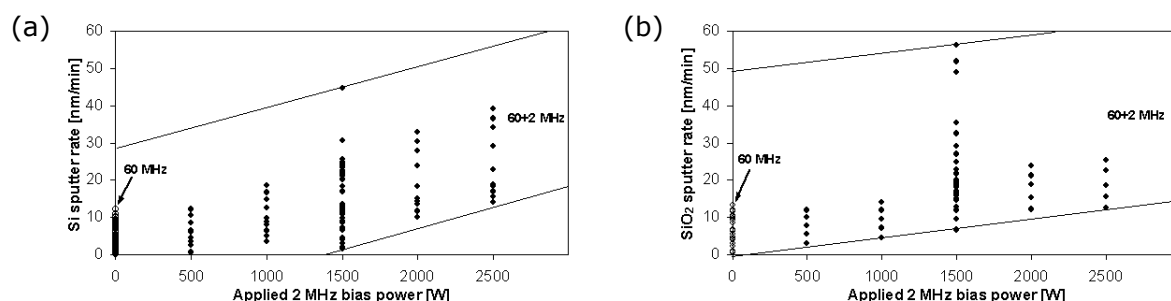 (a)
60
50
40
30
20
10
0
Si sputter rate [nm/min]
60 MHz
60+2 MHz
0 500 1000 1500 2000 2500
Applied 2 MHz bias power [W]
(b)
60
50
40
30
20
10
0
SiO₂ sputter rate [nm/min]
60 MHz
60+2 MHz
0 500 1000 1500 2000 2500
Applied 2 MHz bias power [W]